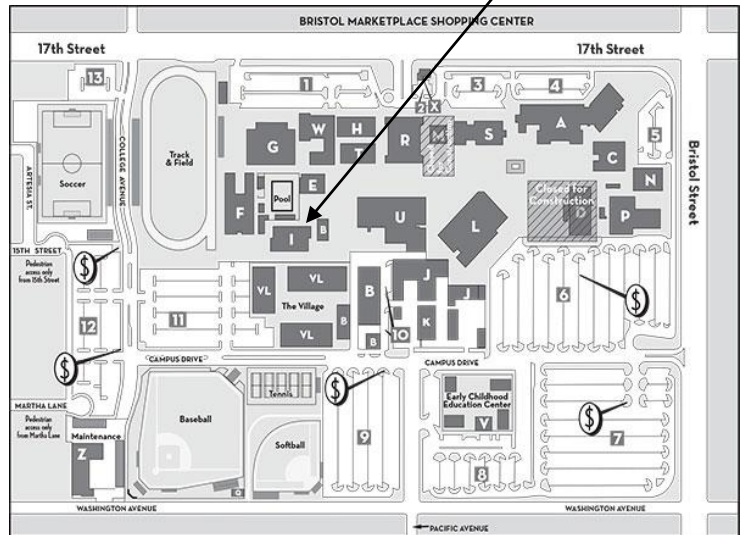 BRISTOL MARKETPLACE SHOPPING CENTER
17th Street
17th Street
13
1
2
X
3
4
5
Bristol Street
COLLEGE AVENUE
ARTESIA ST.
Soccer
Track
& Field
G
W
H
T
R
M
S
A
C
N
P
D
Closed for
Construction
F
E
Pool
I
B
U
L
15TH STREET
Pedestrian
access only
from 15th Street
$
12
11
VL
VL
VL
The Village
B
B
B
J
J
K
10
6
$
$
CAMPUS DRIVE
CAMPUS DRIVE
MARTHA LANE
Pedestrian
access only
from Martha Lane
Maintenance
Z
Baseball
Tennis
Softball
$
9
Early Childhood
Education Center
V
8
$
7
WASHINGTON AVENUE
WASHINGTON AVENUE
PACIFIC AVENUE